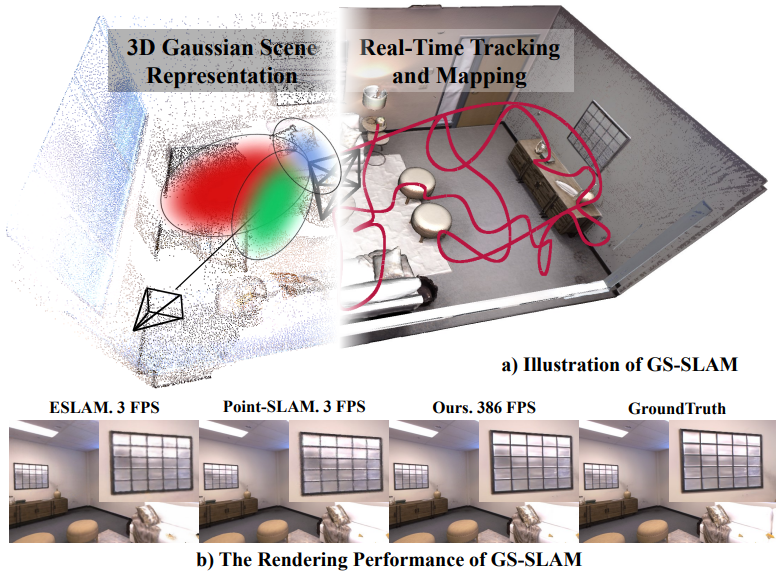 3D Gaussian Scene
Representation
Real-Time Tracking
and Mapping
a) Illustration of GS-SLAM
ESLAM. 3 FPS
Point-SLAM. 3 FPS
Ours. 386 FPS
GroundTruth
b) The Rendering Performance of GS-SLAM